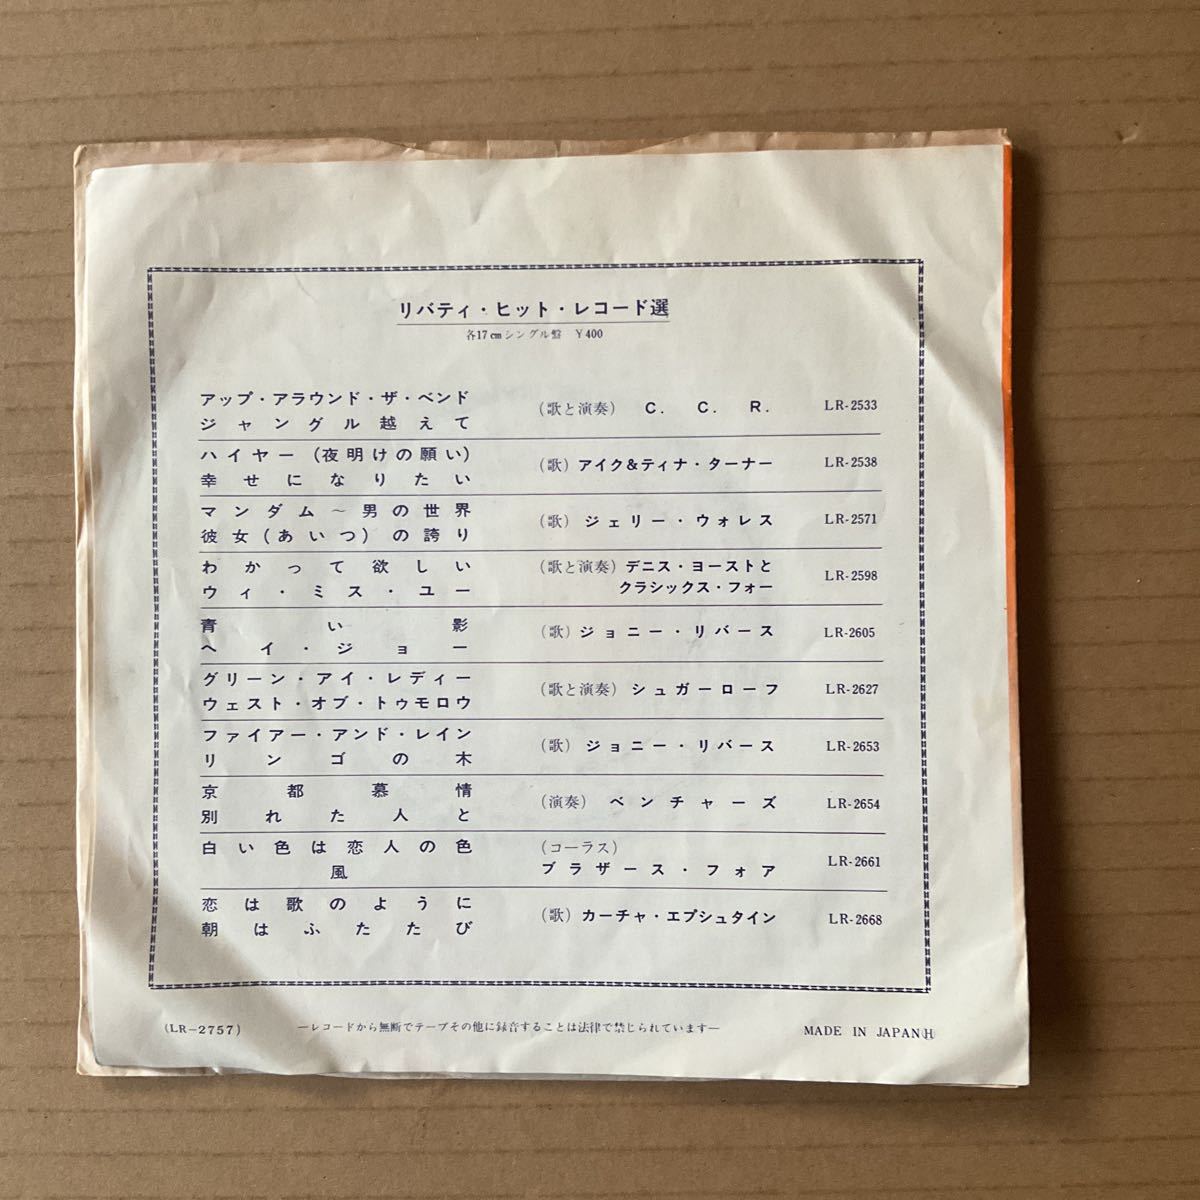 リバティ・ヒット・レコード選
各17cmシングル盤 ¥400
アップ・アラウンド・ザ・ベンド
ジャングル越えて
(歌と演奏) C. C. R. LR-2533
ハイヤー(夜明けの願い)
幸せになりたい
(歌) アイク&ティナ・ターナー LR-2538
マンダム〜男の世界
彼女(あいつ)の誇り
(歌) ジェリー・ウォレス LR-2571
わかって欲しい
ウィ・ミス・ユー
(歌と演奏) デニス・ヨーストと
クラシックス・フォー
LR-2598
青い影
ヘイ・ジョー
(歌) ジョニー・リバース LR-2605
グリーン・アイ・レディー
ウェスト・オブ・トゥモロウ
(歌と演奏) シュガーローフ LR-2627
ファイアー・アンド・レイン
リンゴの木
(歌) ジョニー・リバース LR-2653
京都慕情
別れた人と
(演奏) ベンチャーズ LR-2654
白い色は恋人の色
風
(コーラス)
ブラザース・フォア
LR-2661
恋は歌のように
朝はふたたび
(歌) カーチャ・エプシュタイン LR-2668
(LR-2757) —レコードから無断でテープその他に録音することは法律で禁じられています— MADE IN JAPAN Ⓗ